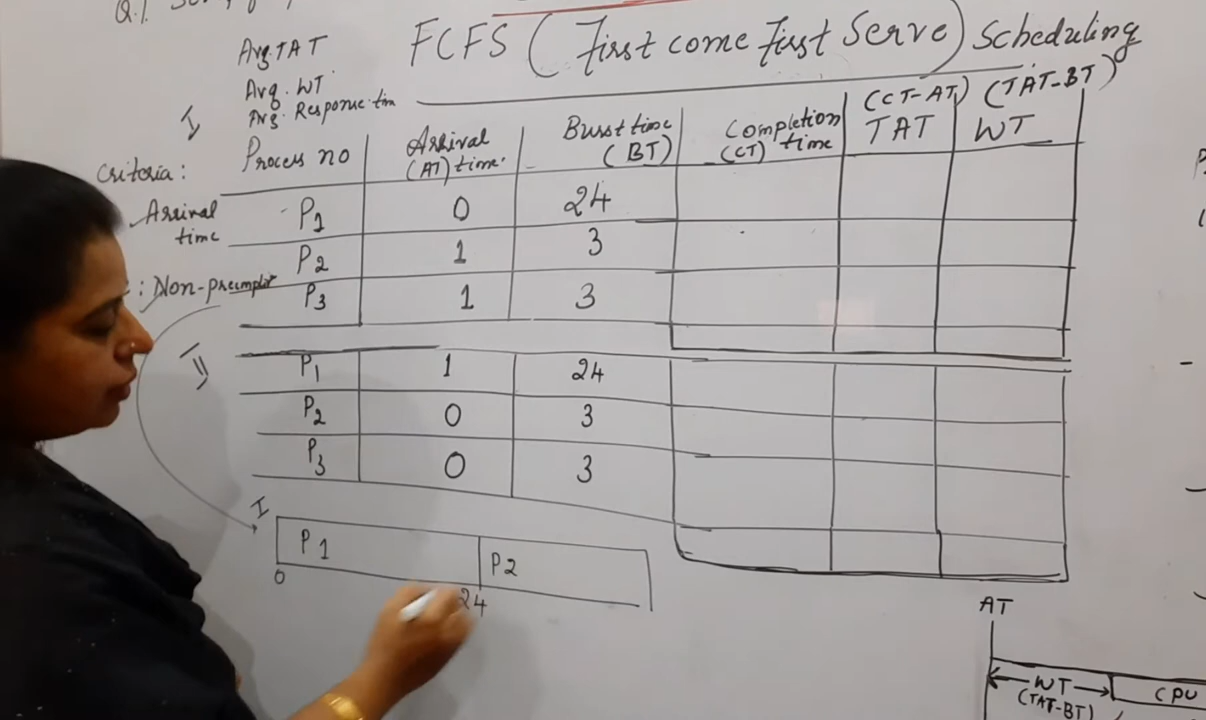 FCFS (First come First Serve) Scheduling
Avg TAT
Avg. WT
Avg. Response tim
I
Criteria:
Arrival
time
: Non-preemptiv
Process no
Arrival
(AT) time.
Burst time
(BT)
Completion
(CT) time
(CT-AT)
TAT
(TAT-BT)
WT
P1 0 24
P2 1 3
P3 1 3
II
P1 1 24
P2 0 3
P3 0 3
I
P1 P2
0 24
AT
WT
(TAT-BT)
CPU